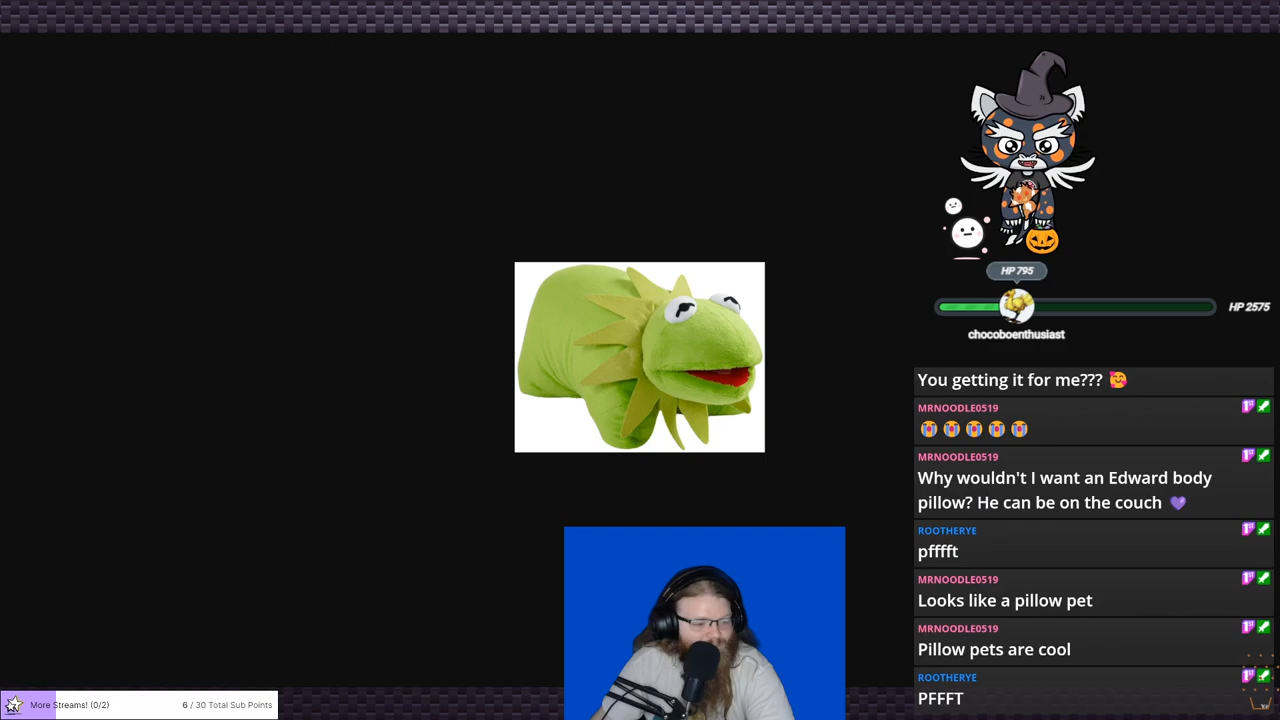 HP 795
HP 2575
chocoboenthusiast
You getting it for me??? 🥰
MRNOODLE0519
😭 😭 😭 😭 😭
MRNOODLE0519
Why wouldn't I want an Edward body
pillow? He can be on the couch 💜
ROOTHERYE
pfffft
MRNOODLE0519
Looks like a pillow pet
MRNOODLE0519
Pillow pets are cool
ROOTHERYE
PFFFT
More Streams! (0/2)
6 / 30 Total Sub Points